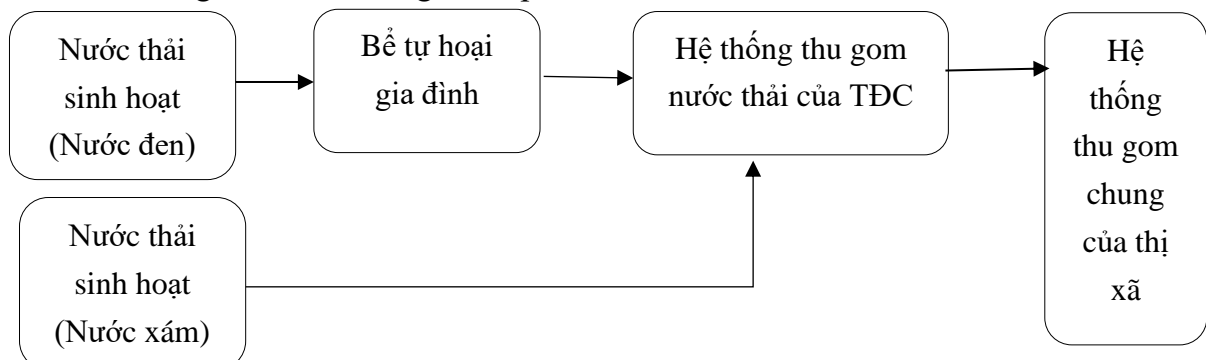 Nước thải
sinh hoạt
(Nước đen)
Bể tự hoại
gia đình
Hệ thống thu gom
nước thải của TĐC
Hệ
thống
thu gom
chung
của thị
xã
Nước thải
sinh hoạt
(Nước xám)